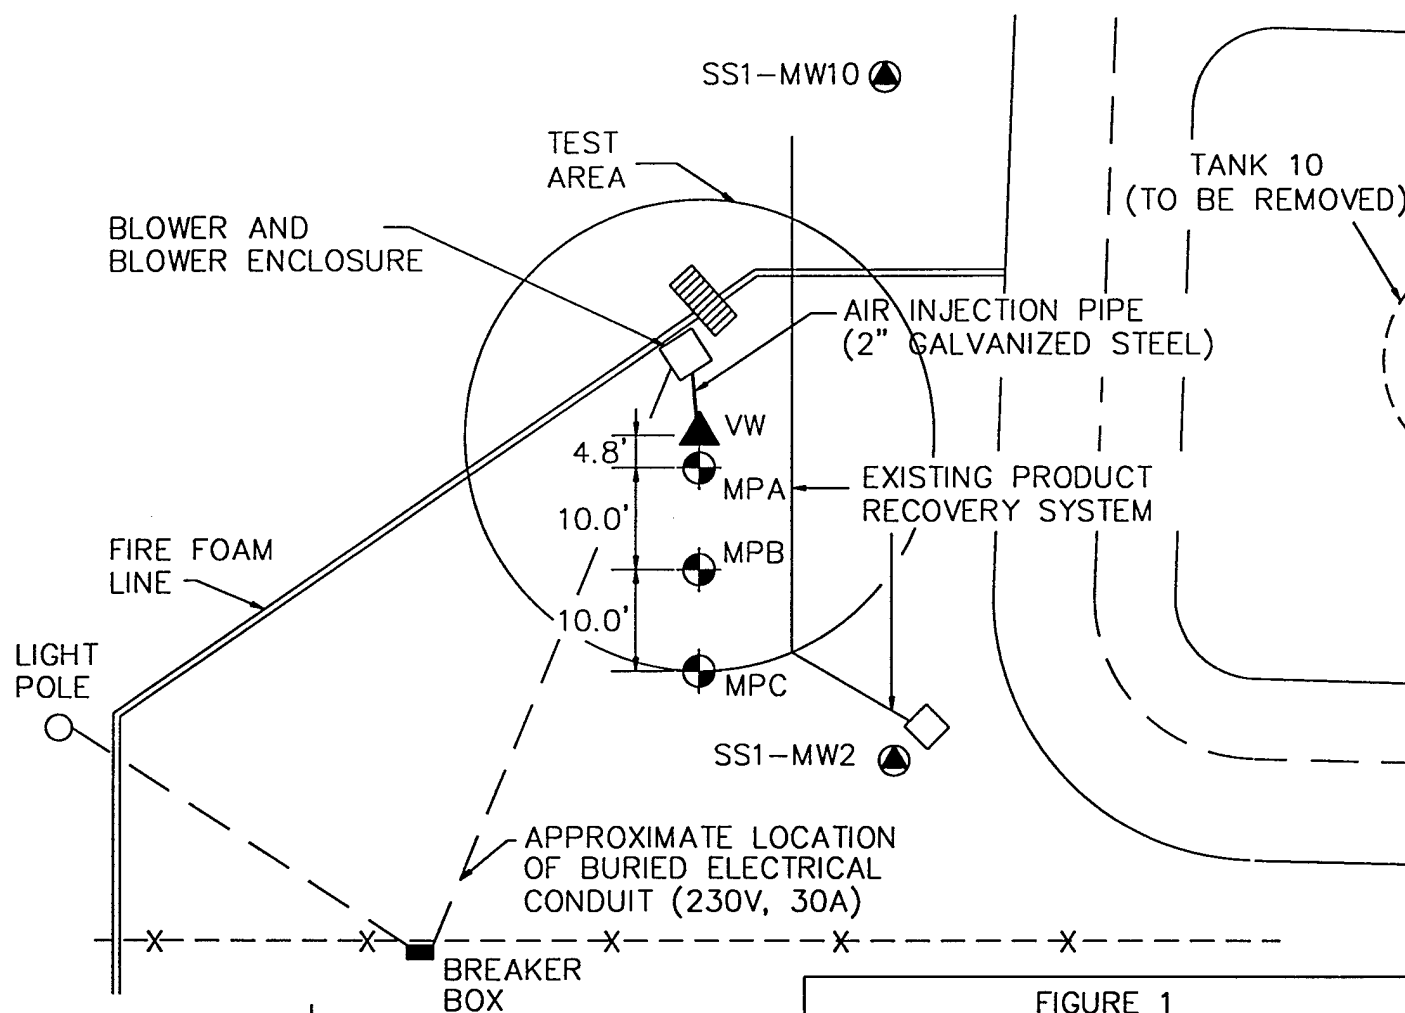 SS1-MW10
TEST
AREA
TANK 10
(TO BE REMOVED)
BLOWER AND
BLOWER ENCLOSURE
AIR INJECTION PIPE
(2" GALVANIZED STEEL)
VW
4.8'
MPA
EXISTING PRODUCT
RECOVERY SYSTEM
10.0'
MPB
FIRE FOAM
LINE
10.0'
LIGHT
POLE
MPC
SS1-MW2
APPROXIMATE LOCATION
OF BURIED ELECTRICAL
CONDUIT (230V, 30A)
X X X X X
BREAKER
BOX
FIGURE 1